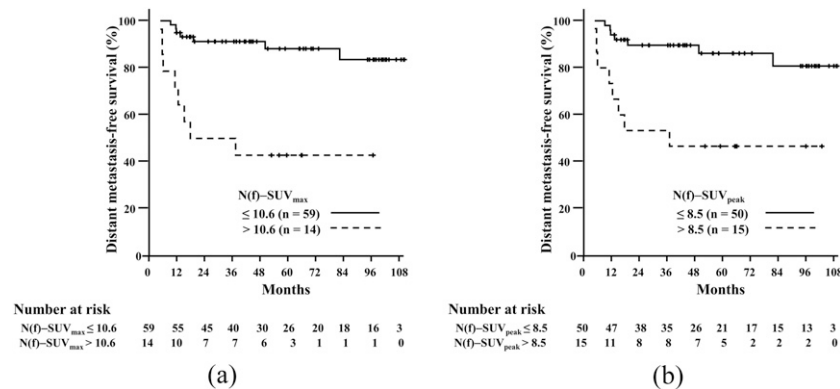 Distant metastasis-free survival (%)
100
80
60
40
20
0
N(f)−SUVmax
≤ 10.6 (n = 59)
> 10.6 (n = 14)
0 12 24 36 48 60 72 84 96 108
Months
Number at risk
N(f)−SUVmax ≤ 10.6 59 55 45 40 30 26 20 18 16 3
N(f)−SUVmax > 10.6 14 10 7 7 6 3 1 1 1 0
(a)
Distant metastasis-free survival (%)
100
80
60
40
20
0
N(f)−SUVpeak
≤ 8.5 (n = 50)
> 8.5 (n = 15)
0 12 24 36 48 60 72 84 96 108
Months
Number at risk
N(f)−SUVpeak ≤ 8.5 50 47 38 35 26 21 17 15 13 3
N(f)−SUVpeak > 8.5 15 11 8 8 7 5 2 2 2 0
(b)